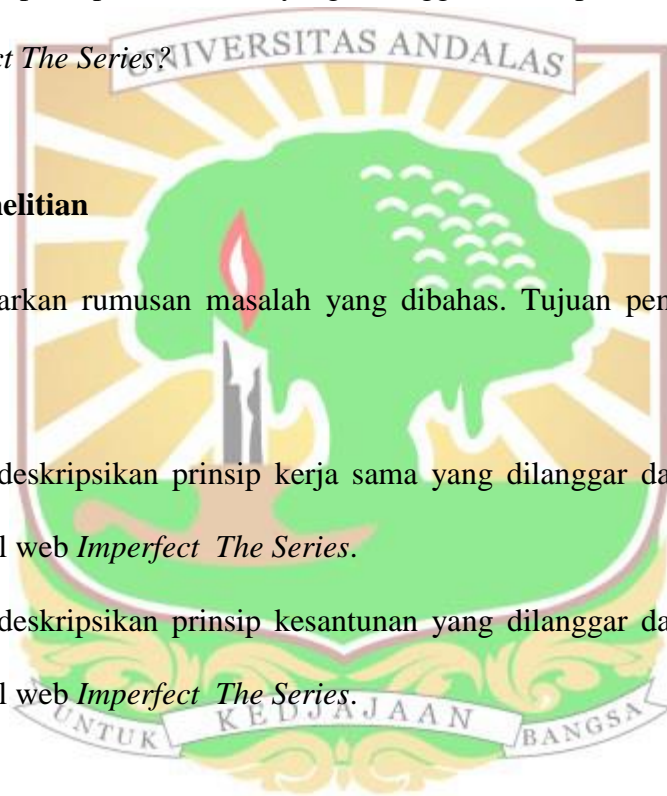 UNIVERSITAS ANDALAS
ct The Series?
nelitian
arkan rumusan masalah yang dibahas. Tujuan pen
deskripsikan prinsip kerja sama yang dilanggar da
l web Imperfect The Series.
deskripsikan prinsip kesantunan yang dilanggar da
l web Imperfect The Series.
UNTUK KEDJAJAAN BANGSA